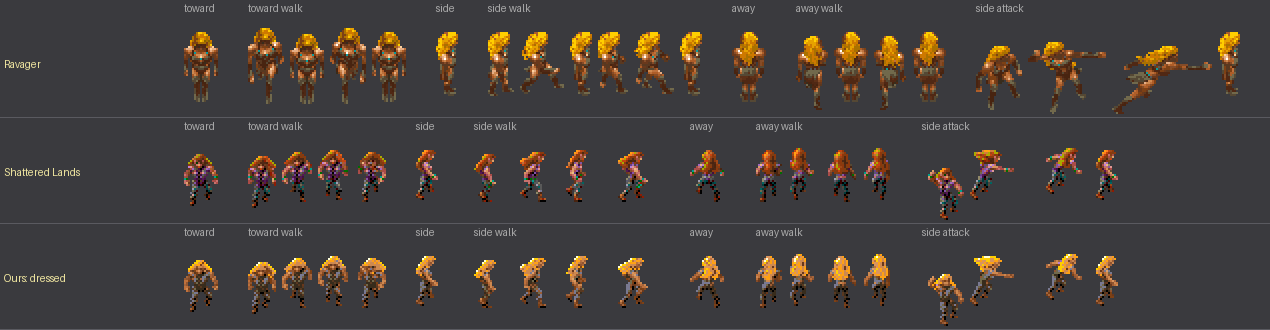 toward toward walk side side walk away away walk side attack
Ravager
toward toward walk side side walk away away walk side attack
Shattered Lands
toward toward walk side side walk away away walk side attack
Ours: dressed